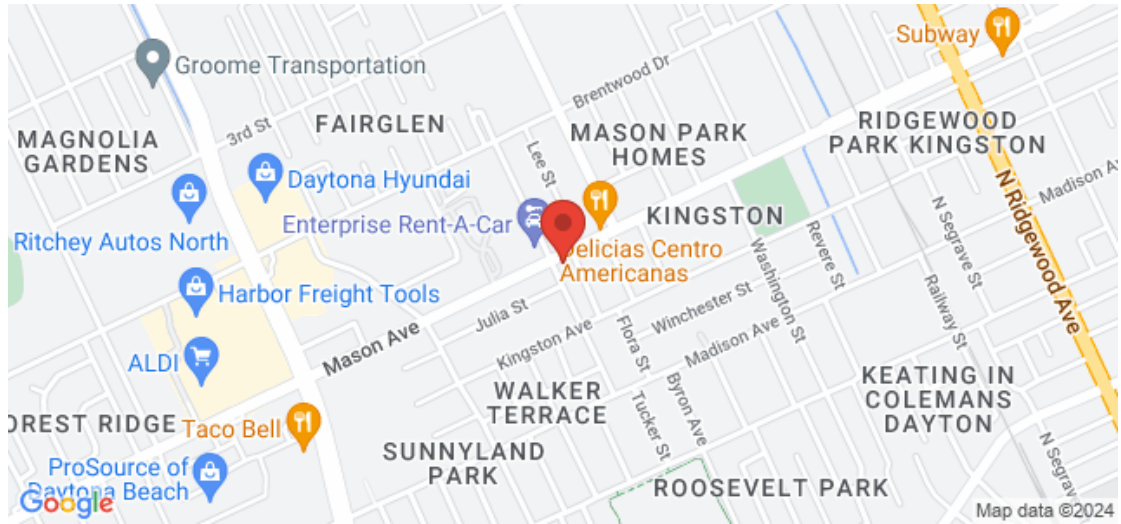 Subway
Groome Transportation
Brentwood Dr
3rd St
FAIRGLEN
MASON PARK
HOMES
RIDGEWOOD
PARK KINGSTON
MAGNOLIA
GARDENS
Lee St
Daytona Hyundai
Madison Av
N Ridgewood Ave
N Segrave St
Enterprise Rent-A-Car
KINGSTON
Ritchey Autos North
Delicias Centro
Americanas
Washington St
Revere St
Harbor Freight Tools
Julia St
Winchester St
Railway St
Mason Ave
Kingston Ave
Flora St
Madison Ave
ALDI
WALKER
TERRACE
Byron Ave
KEATING IN
COLEMANS
DAYTON
Tucker St
OREST RIDGE
Taco Bell
SUNNYLAND
PARK
N Segrav
ProSource of
Daytona Beach
ROOSEVELT PARK
Google
Map data ©2024